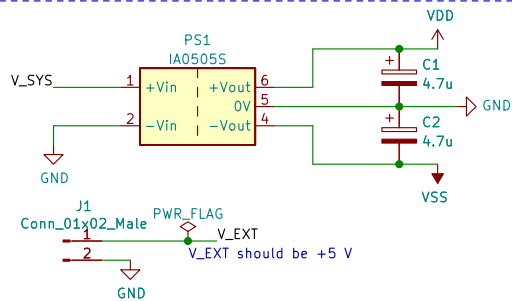 VDD
PS1
IA0505S
V_SYS
1
+Vin
+Vout
6
+
C1
4.7u
0V
5
GND
2
-Vin
-Vout
4
+
C2
4.7u
GND
VSS
J1
Conn_01x02_Male
PWR_FLAG
1
V_EXT
2
V_EXT should be +5 V
GND